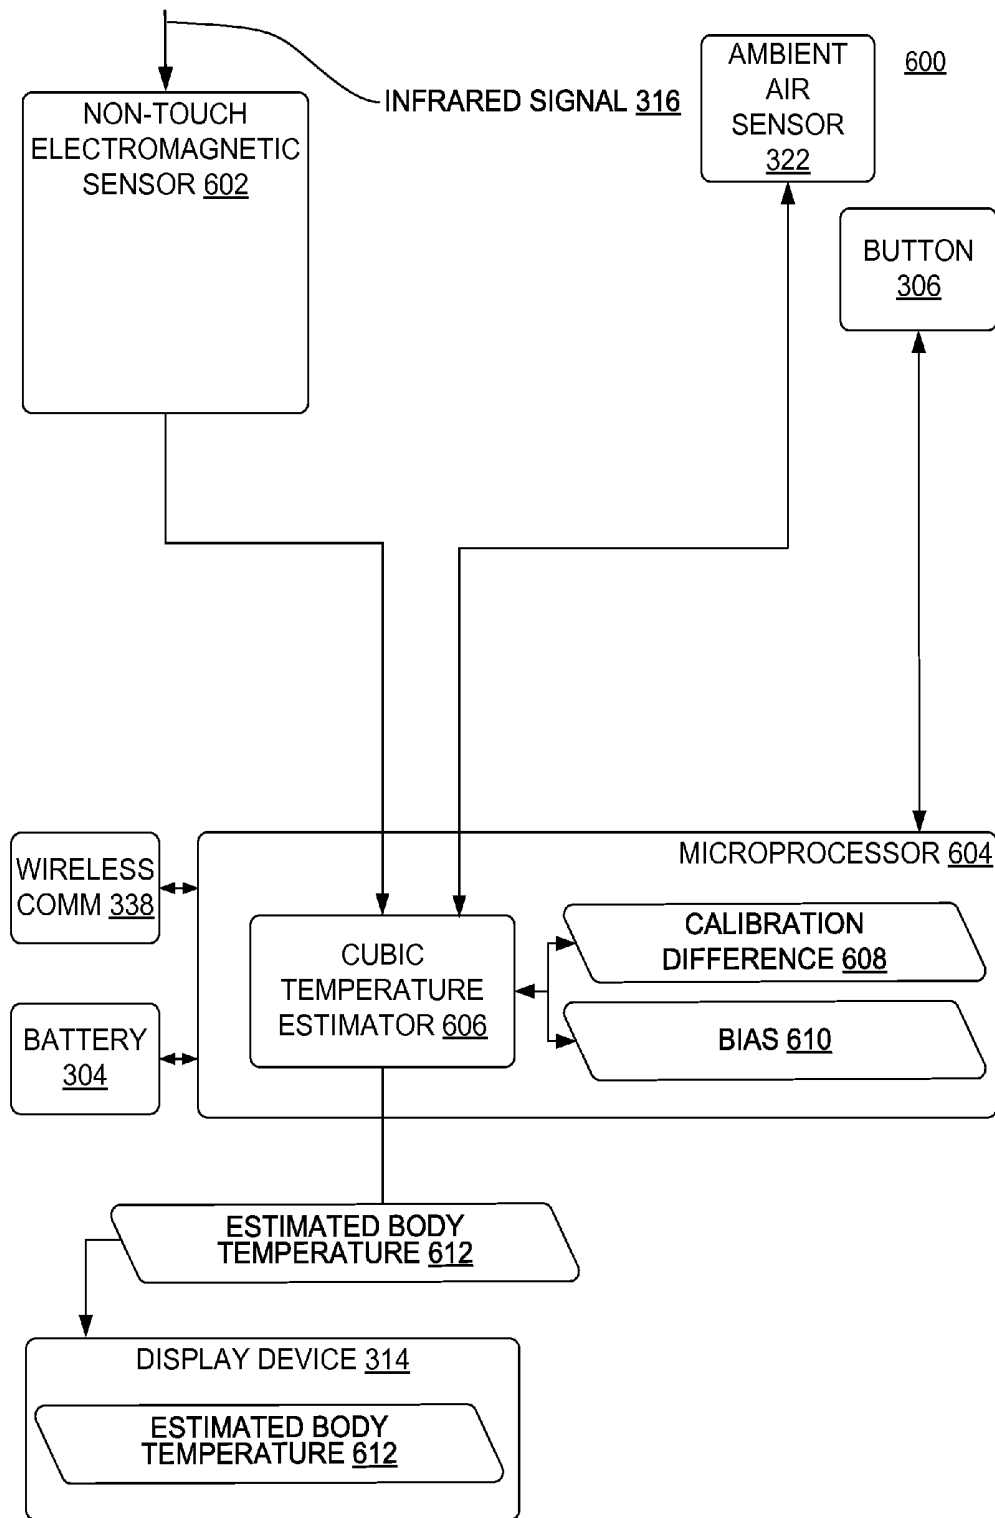 AMBIENT
AIR
SENSOR
322
600
INFRARED SIGNAL 316
NON-TOUCH
ELECTROMAGNETIC
SENSOR 602
BUTTON
306
MICROPROCESSOR 604
WIRELESS
COMM 338
CALIBRATION
DIFFERENCE 608
CUBIC
TEMPERATURE
ESTIMATOR 606
BIAS 610
BATTERY
304
ESTIMATED BODY
TEMPERATURE 612
DISPLAY DEVICE 314
ESTIMATED BODY
TEMPERATURE 612